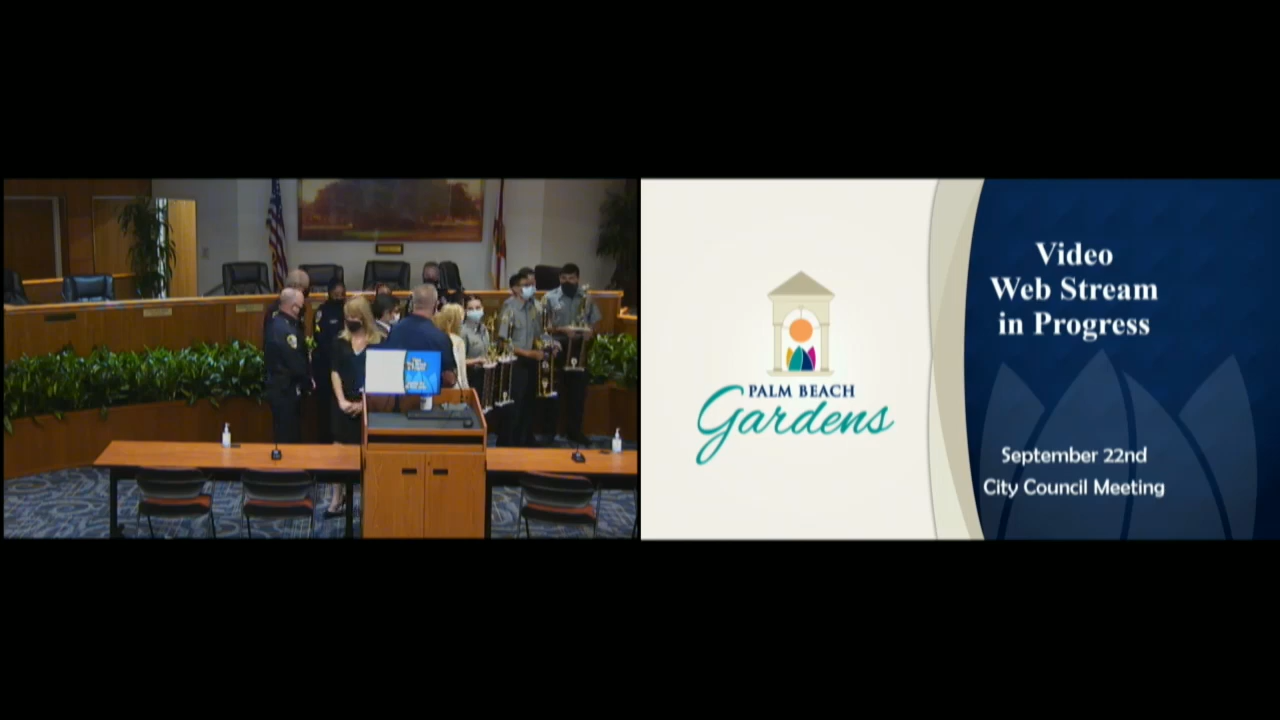 PALM BEACH
Gardens
Video
Web Stream
in Progress
September 22nd
City Council Meeting